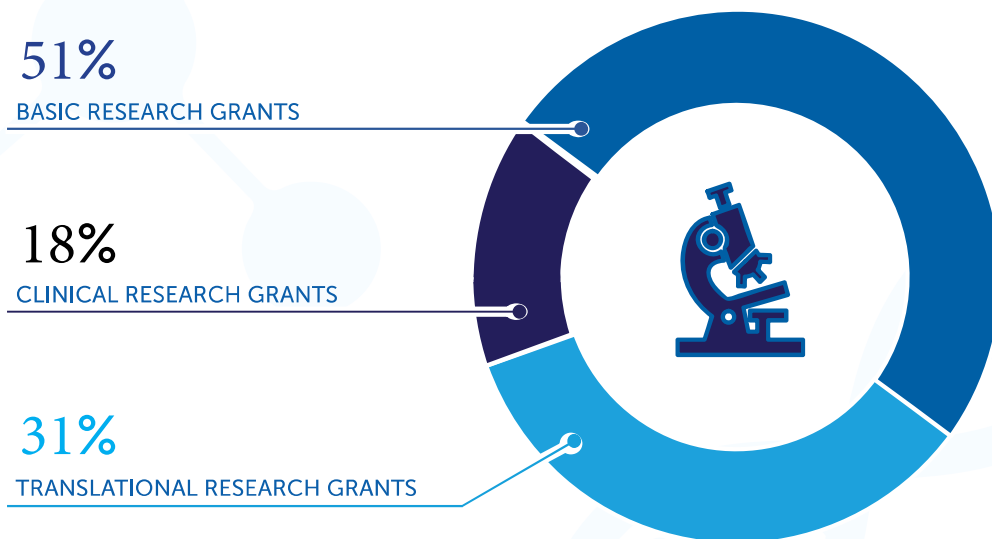 51%
BASIC RESEARCH GRANTS
18%
CLINICAL RESEARCH GRANTS
31%
TRANSLATIONAL RESEARCH GRANTS